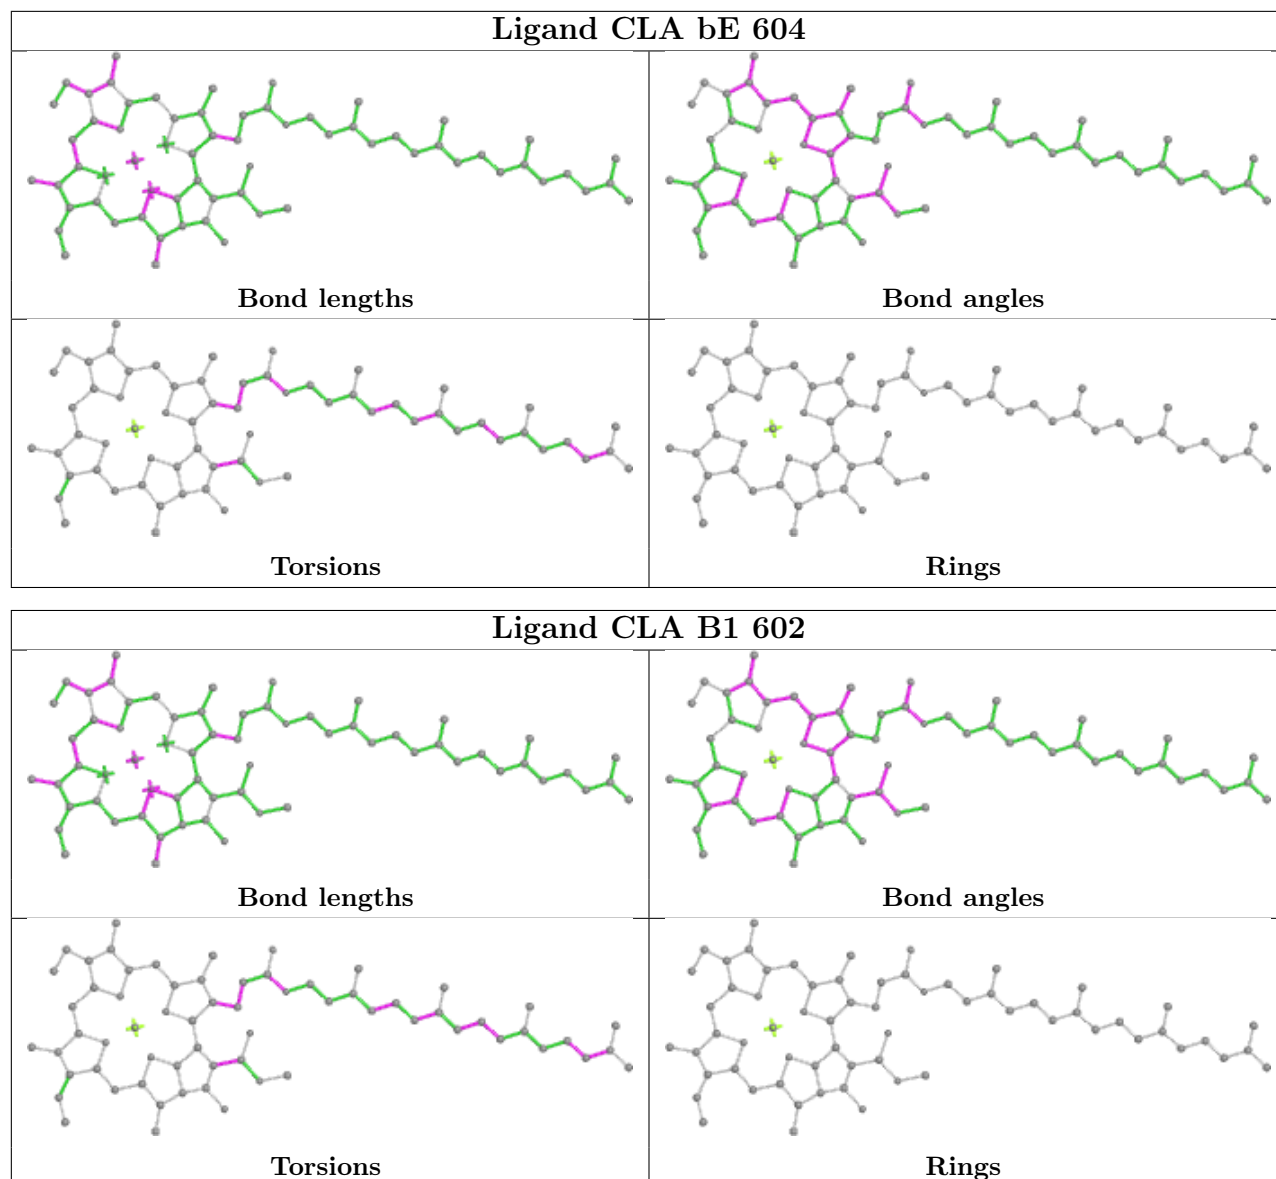 Ligand CLA bE 604
Bond lengths
Bond angles
Torsions
Rings
Ligand CLA B1 602
Bond lengths
Bond angles
Torsions
Rings